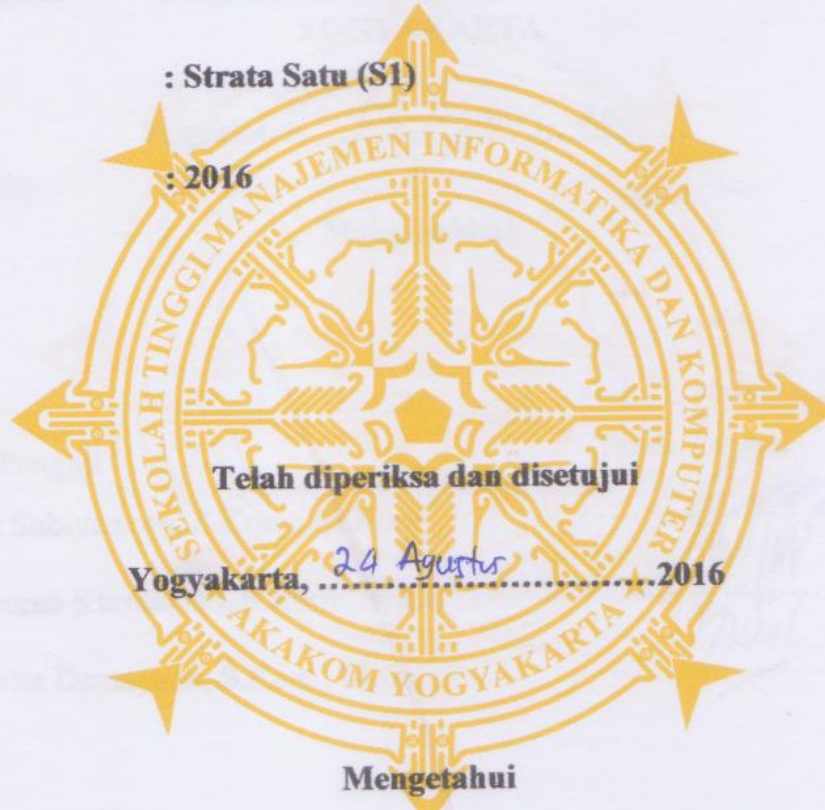 : Strata Satu (S1)
: 2016
SEKOLAH TINGGI MANAJEMEN INFORMATIKA DAN KOMPUTER
Telah diperiksa dan disetujui
Yogyakarta, 24 Agustus 2016
★ AKAKOM YOGYAKARTA ★
Mengetahui